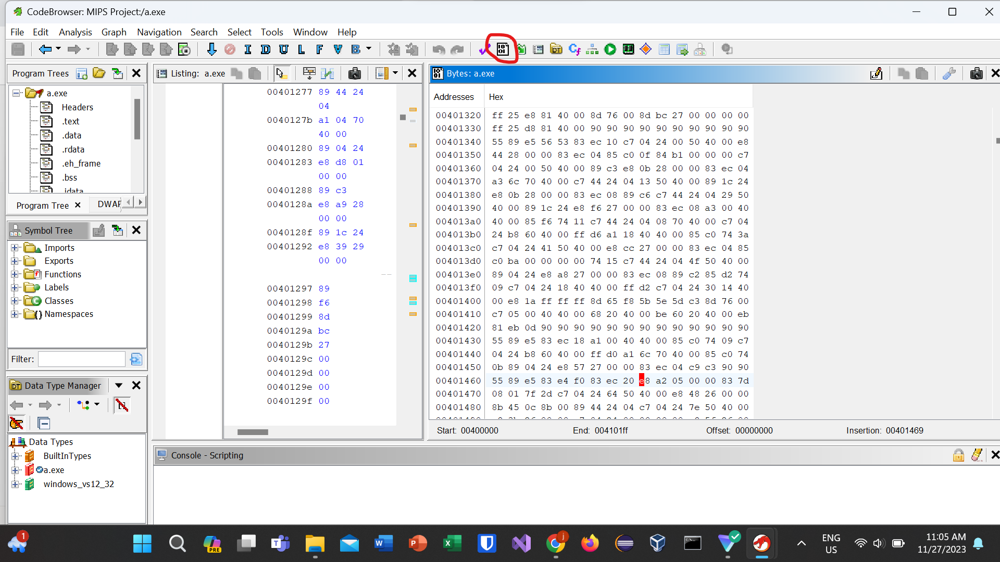 CodeBrowser: MIPS Project:/a.exe
File Edit Analysis Graph Navigation Search Select Tools Window Help
I D U L F V B
Program Trees
a.exe
Headers
.text
.data
.rdata
.eh_frame
.bss
.idata
Program Tree
DWAR
Symbol Tree
Imports
Exports
Functions
Labels
Classes
Namespaces
Filter:
Data Type Manager
Data Types
BuiltInTypes
a.exe
windows_vs12_32
Listing: a.exe
00401277 89 44 24
04
0040127b a1 04 70
40 00
00401280 89 04 24
00401283 e8 d8 01
00 00
00401288 89 c3
0040128a e8 a9 28
00 00
0040128f 89 1c 24
00401292 e8 39 29
00 00
00401297 89
00401298 f6
00401299 8d
0040129a bc
0040129b 27
0040129c 00
0040129d 00
0040129e 00
0040129f 00
Bytes: a.exe
Addresses Hex
00401320 ff 25 e8 81 40 00 8d 76 00 8d bc 27 00 00 00 00
00401330 ff 25 d8 81 40 00 90 90 90 90 90 90 90 90 90 90
00401340 55 89 e5 56 53 83 ec 10 c7 04 24 00 50 40 00 e8
00401350 44 28 00 00 83 ec 04 85 c0 0f 84 b1 00 00 00 c7
00401360 04 24 00 50 40 00 89 c3 e8 0b 28 00 00 83 ec 04
00401370 a3 6c 70 40 00 c7 44 24 04 13 50 40 00 89 1c 24
00401380 e8 0b 28 00 00 83 ec 08 89 c6 c7 44 24 04 29 50
00401390 40 00 89 1c 24 e8 f6 27 00 00 83 ec 08 a3 00 40
004013a0 40 00 85 f6 74 11 c7 44 24 04 08 70 40 00 c7 04
004013b0 24 b8 60 40 00 ff d6 a1 18 40 40 00 85 c0 74 3a
004013c0 c7 04 24 41 50 40 00 e8 cc 27 00 00 83 ec 04 85
004013d0 c0 ba 00 00 00 00 74 15 c7 44 24 04 4f 50 40 00
004013e0 89 04 24 e8 a8 27 00 00 83 ec 08 89 c2 85 d2 74
004013f0 09 c7 04 24 18 40 40 00 ff d2 c7 04 24 30 14 40
00401400 00 e8 1a ff ff ff 8d 65 f8 5b 5e 5d c3 8d 76 00
00401410 c7 05 00 40 40 00 68 20 40 00 be 60 20 40 00 eb
00401420 81 eb 0d 90 90 90 90 90 90 90 90 90 90 90 90 90
00401430 55 89 e5 83 ec 18 a1 00 40 40 00 85 c0 74 09 c7
00401440 04 24 b8 60 40 00 ff d0 a1 6c 70 40 00 85 c0 74
00401450 0b 89 04 24 e8 57 27 00 00 83 ec 04 c9 c3 90 90
00401460 55 89 e5 83 e4 f0 83 ec 20 e8 a2 05 00 00 83 7d
00401470 08 01 7f 2d c7 04 24 64 50 40 00 e8 48 26 00 00
00401480 8b 45 0c 8b 00 89 44 24 04 c7 04 24 7e 50 40 00
Start: 00400000 End: 004101ff Offset: 00000000 Insertion: 00401469
Console - Scripting
1
PRE
ENG
US
11:05 AM
11/27/2023